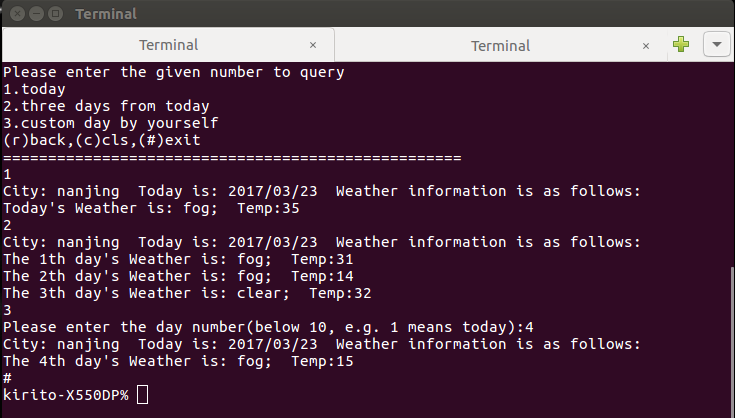 Terminal
Terminal ×
Terminal ×
Please enter the given number to query
1.today
2.three days from today
3.custom day by yourself
(r)back,(c)cls,(#)exit
===================================================
1
City: nanjing  Today is: 2017/03/23  Weather information is as follows:
Today's Weather is: fog;  Temp:35
2
City: nanjing  Today is: 2017/03/23  Weather information is as follows:
The 1th day's Weather is: fog;  Temp:31
The 2th day's Weather is: fog;  Temp:14
The 3th day's Weather is: clear;  Temp:32
3
Please enter the day number(below 10, e.g. 1 means today):4
City: nanjing  Today is: 2017/03/23  Weather information is as follows:
The 4th day's Weather is: fog;  Temp:15
#
kirito-X550DP%